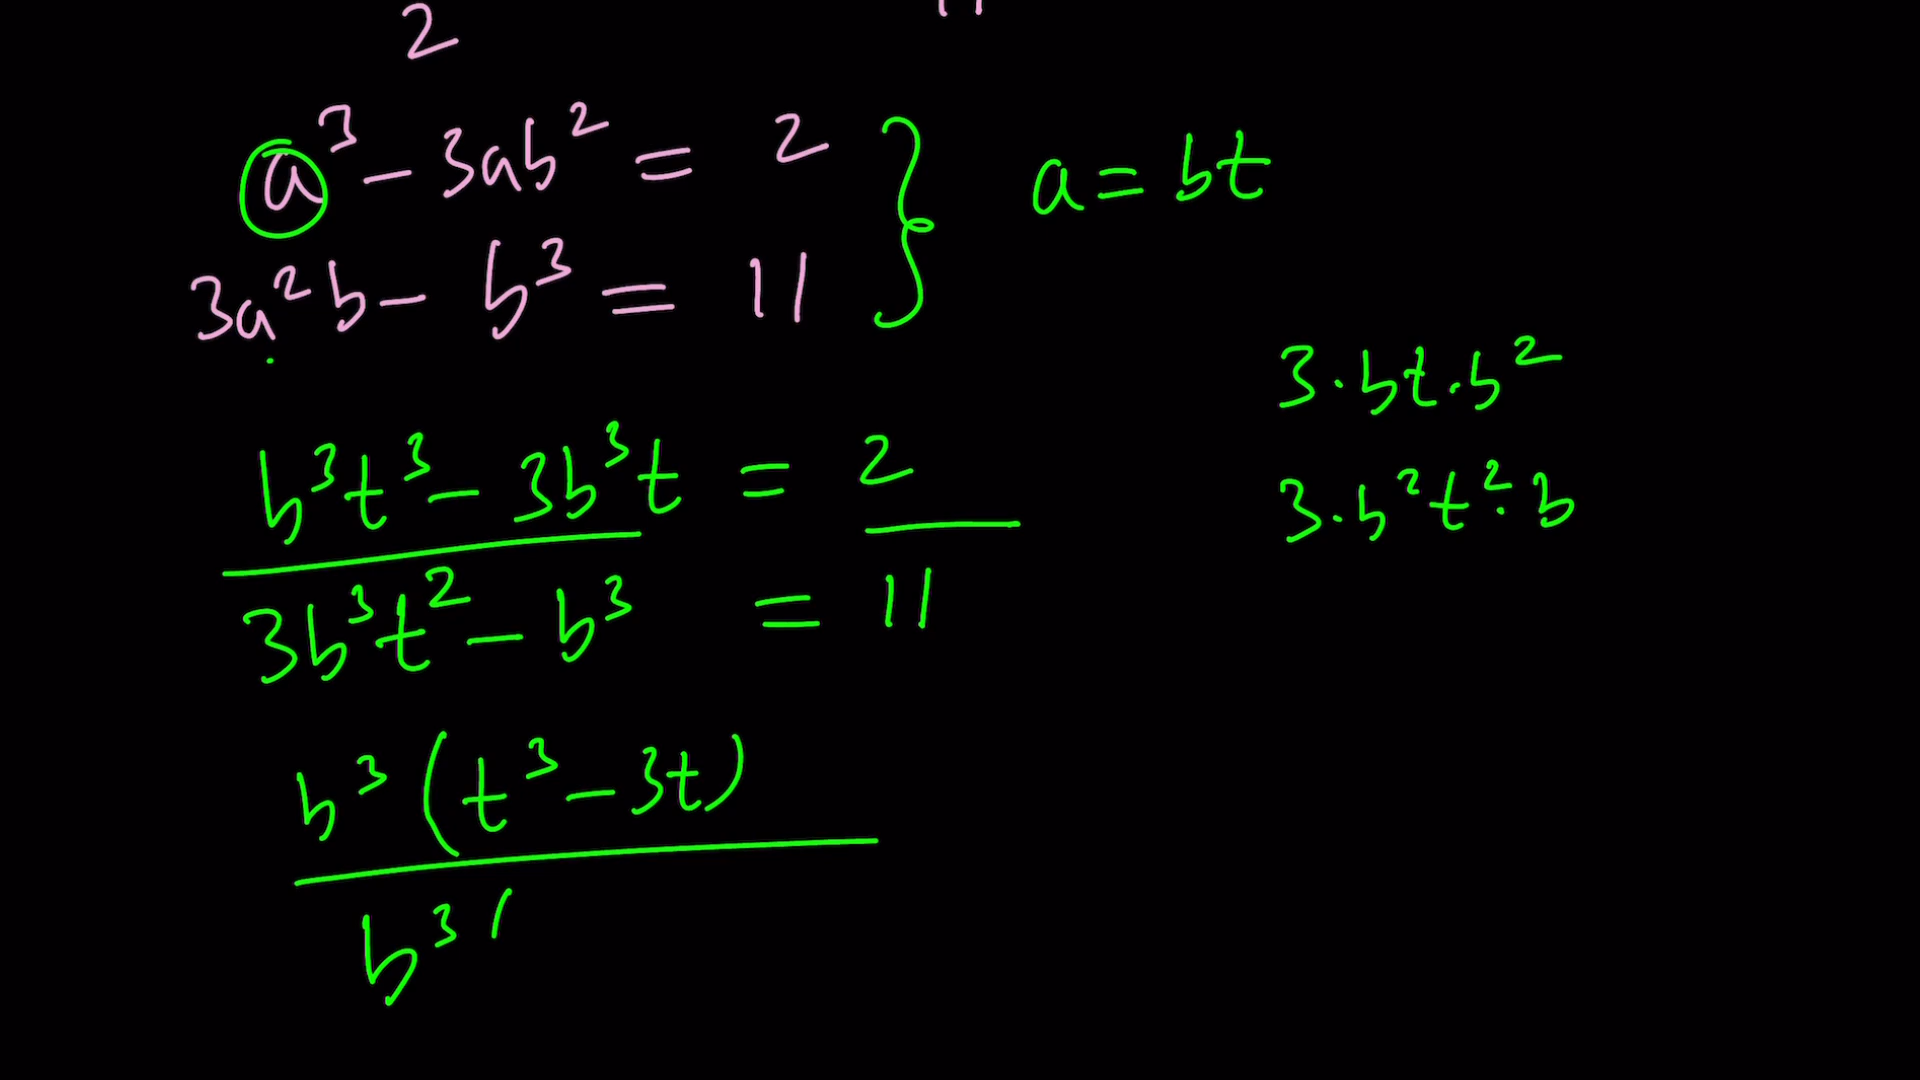 2
a³ - 3ab² = 2
a = bt
3a²b - b³ = 11
3·bt·b²
b³t³ - 3b³t = 2
3·b²t²·b
3b³t² - b³ = 11
b³(t³ - 3t)
b³(